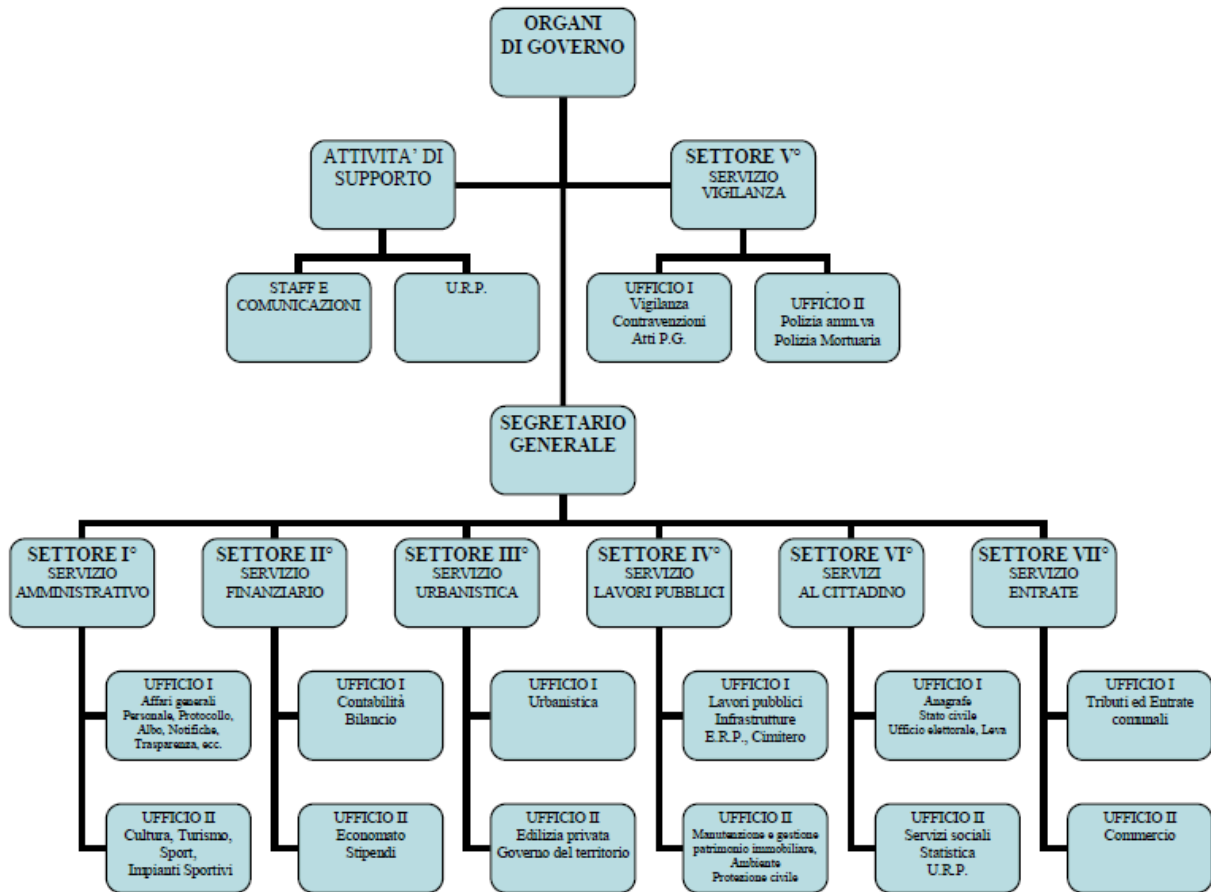 ORGANI
DI GOVERNO
ATTIVITA' DI
SUPPORTO
SETTORE V°
SERVIZIO
VIGILANZA
STAFF E
COMUNICAZIONI
U.R.P.
UFFICIO I
Vigilanza
Contravenzioni
Atti P.G.
.
UFFICIO II
Polizia amm.va
Polizia Mortuaria
SEGRETARIO
GENERALE
SETTORE I°
SERVIZIO
AMMINISTRATIVO
SETTORE II°
SERVIZIO
FINANZIARIO
SETTORE III°
SERVIZIO
URBANISTICA
SETTORE IV°
SERVIZIO
LAVORI PUBBLICI
SETTORE VI°
SERVIZI
AL CITTADINO
SETTORE VII°
SERVIZIO
ENTRATE
UFFICIO I
Affari generali
Personale, Protocollo,
Albo, Notifiche,
Trasparenza, ecc.
UFFICIO I
Contabilità
Bilancio
UFFICIO I
Urbanistica
UFFICIO I
Lavori pubblici
Infrastrutture
E.R.P., Cimitero
UFFICIO I
Anagrafe
Stato civile
Ufficio elettorale, Leva
UFFICIO I
Tributi ed Entrate
comunali
UFFICIO II
Cultura, Turismo,
Sport,
Impianti Sportivi
UFFICIO II
Economato
Stipendi
UFFICIO II
Edilizia privata
Governo del territorio
UFFICIO II
Manutenzione e gestione
patrimonio immobiliare,
Ambiente
Protezione civile
UFFICIO II
Servizi sociali
Statistica
U.R.P.
UFFICIO II
Commercio